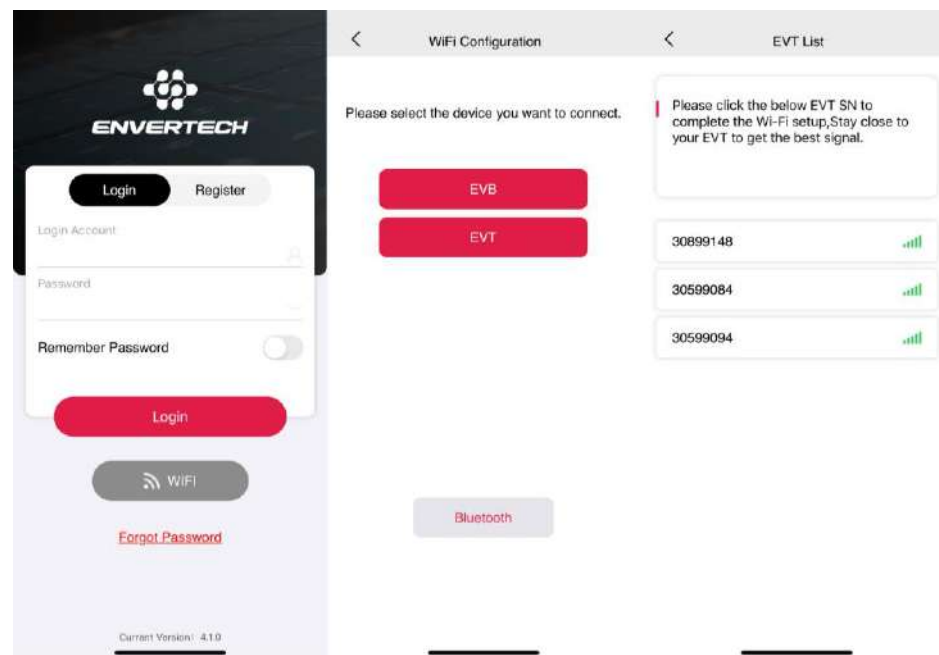 ENVERTECH
Login
Register
Login Account
Password
Remember Password
Login
WiFi
Forgot Password
Current Version: 4.1.0
WiFi Configuration
Please select the device you want to connect.
EVB
EVT
Bluetooth
EVT List
Please click the below EVT SN to
complete the Wi-Fi setup,Stay close to
your EVT to get the best signal.
30899148
30599084
30599094